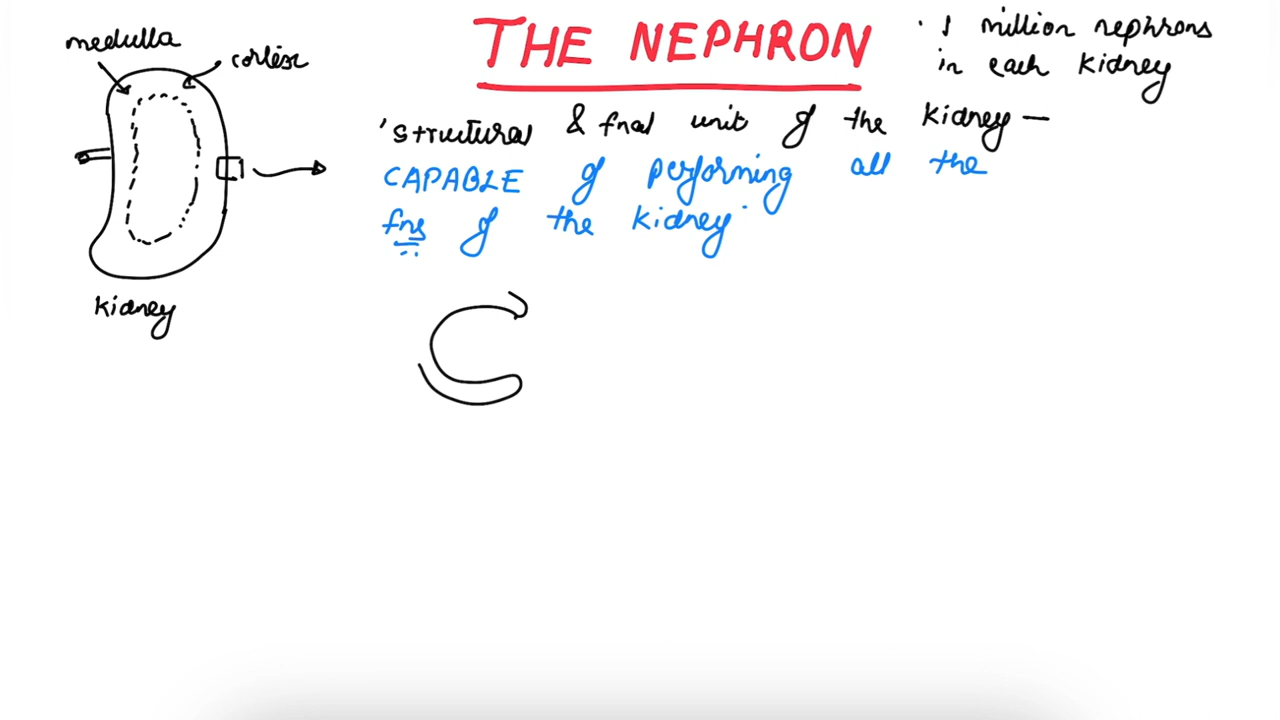 THE NEPHRON
· 1 million nephrons
in each kidney
medulla
cortex
'structural & fnal unit of the kidney —
CAPABLE of performing all the
fns of the kidney'
kidney